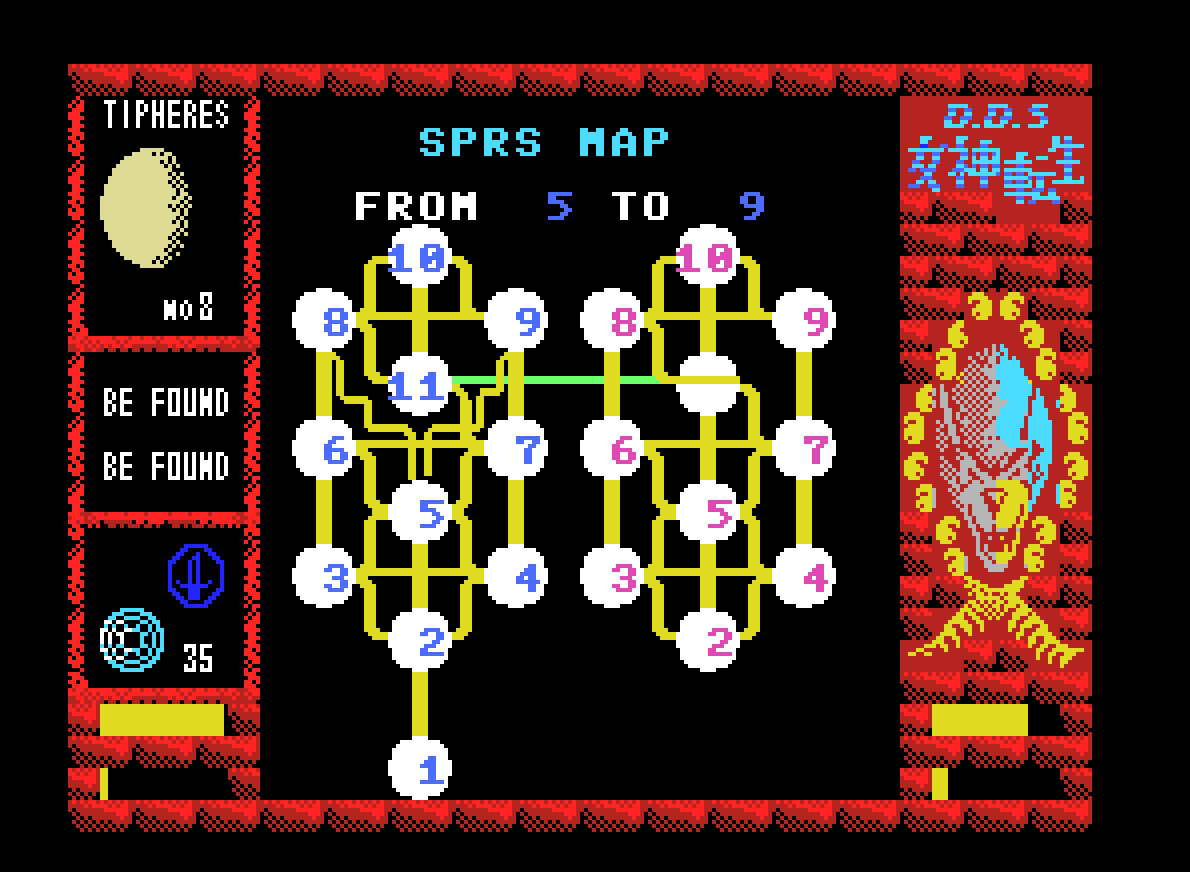 TIPHERES
no8
BE FOUND
BE FOUND
35
SPRS MAP
FROM 5 TO 9
10 10
8 9 8 9
11
6 7 6 7
5 5
3 4 3 4
2 2
1
D.D.S
女神転生